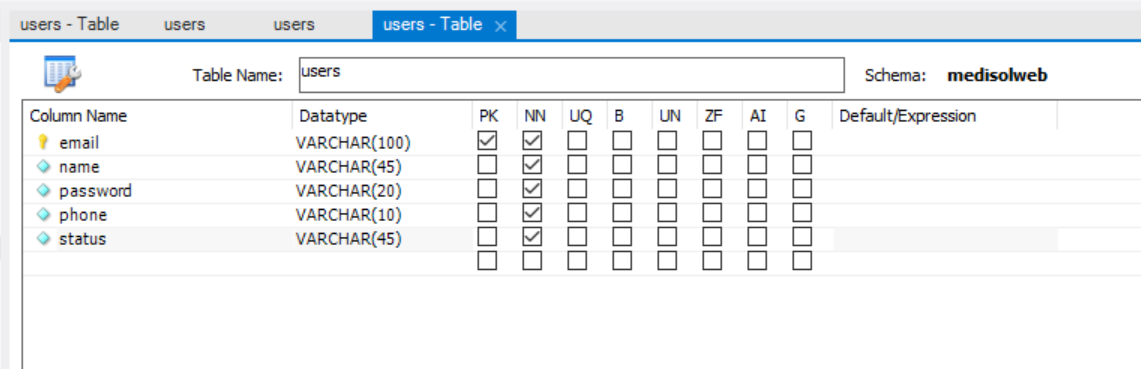 users - Table users users users - Table
Table Name: users Schema: medisolweb
Column Name Datatype PK NN UQ B UN ZF AI G Default/Expression
email VARCHAR(100)
name VARCHAR(45)
password VARCHAR(20)
phone VARCHAR(10)
status VARCHAR(45)